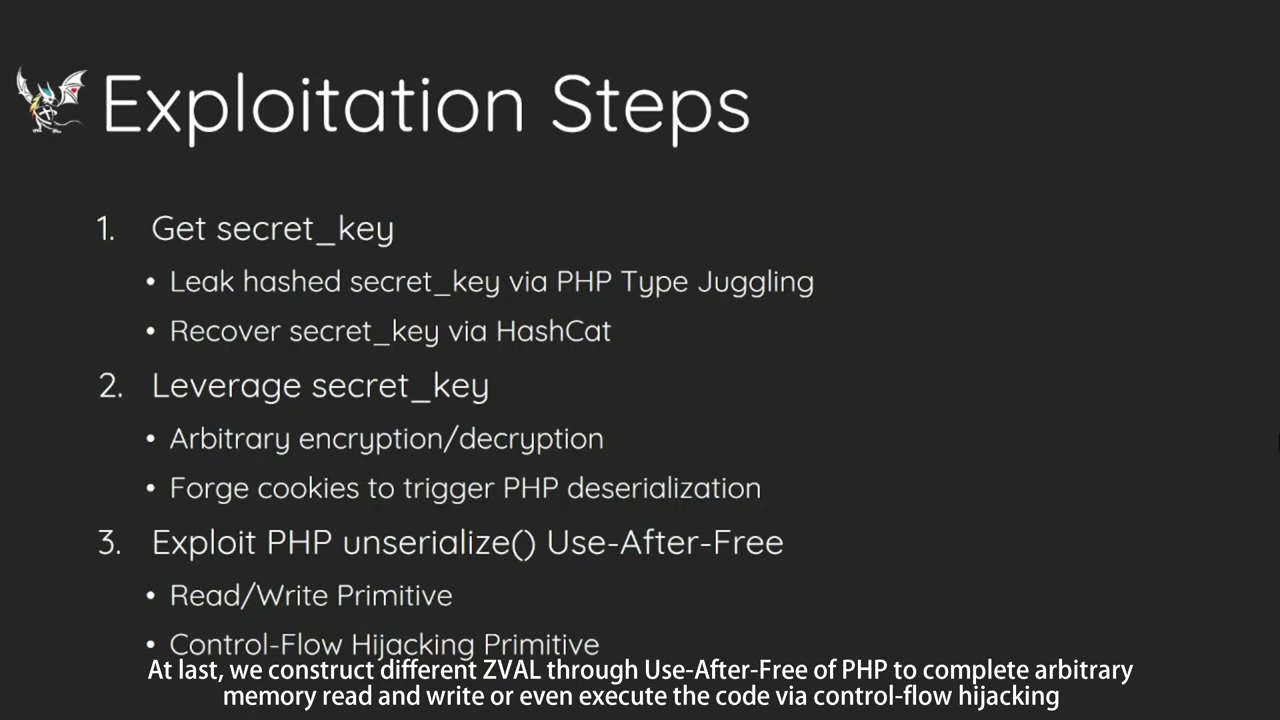 Exploitation Steps
1. Get secret_key
• Leak hashed secret_key via PHP Type Juggling
• Recover secret_key via HashCat
2. Leverage secret_key
• Arbitrary encryption/decryption
• Forge cookies to trigger PHP deserialization
3. Exploit PHP unserialize() Use-After-Free
• Read/Write Primitive
• Control-Flow Hijacking Primitive
At last, we construct different ZVAL through Use-After-Free of PHP to complete arbitrary
memory read and write or even execute the code via control-flow hijacking